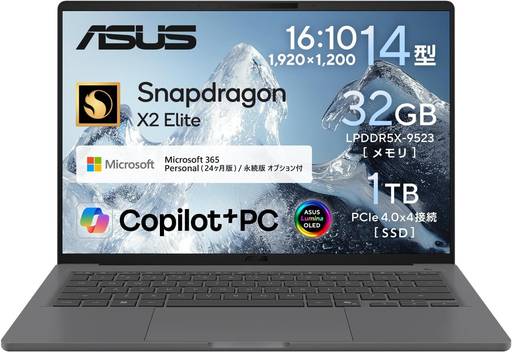 ASUS
16:10 14型
1,920×1,200
Snapdragon
X2 Elite
32GB
LPDDR5X-9523
[メモリ]
Microsoft
Microsoft 365
Personal (24ヶ月版) / 永続版 オプション付
1TB
PCIe 4.0x4接続
[SSD]
Copilot+PC
ASUS
Lumina
OLED
ASUS